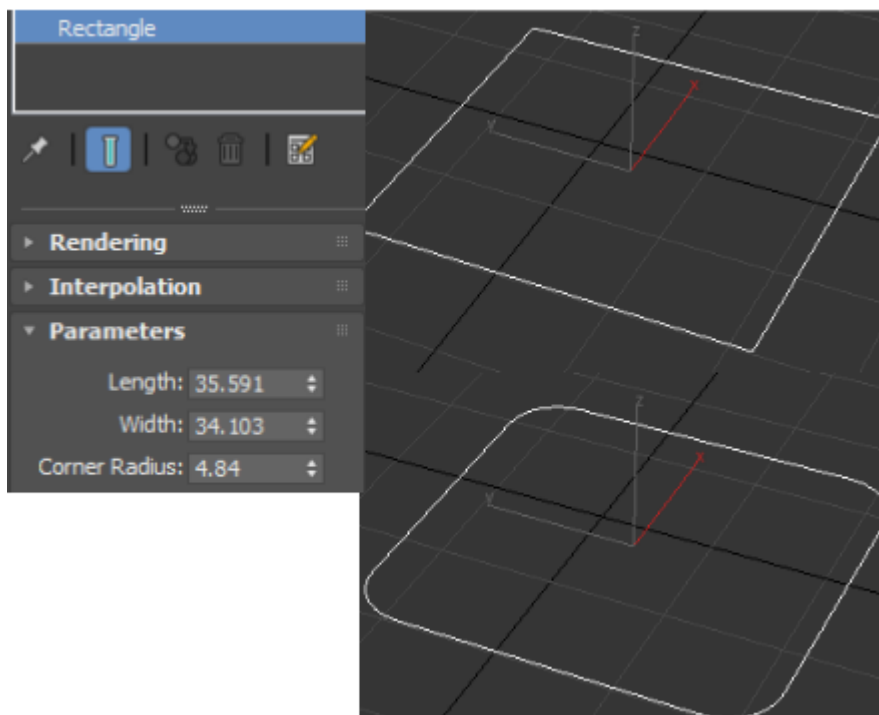 Rectangle
Rendering
Interpolation
Parameters
Length: 35.591
Width: 34.103
Corner Radius: 4.84
z
x
y
z
x
y